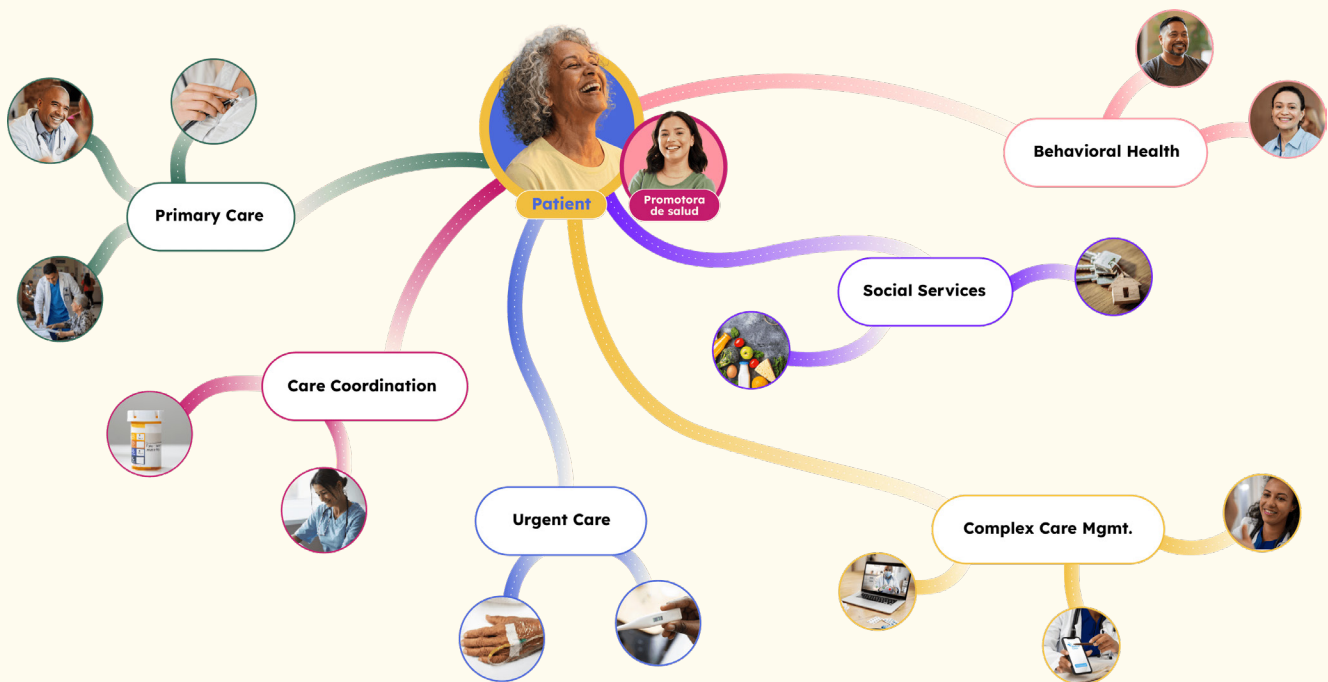 Patient
Promotora
de salud
Behavioral Health
Primary Care
Social Services
Care Coordination
Urgent Care
Complex Care Mgmt.